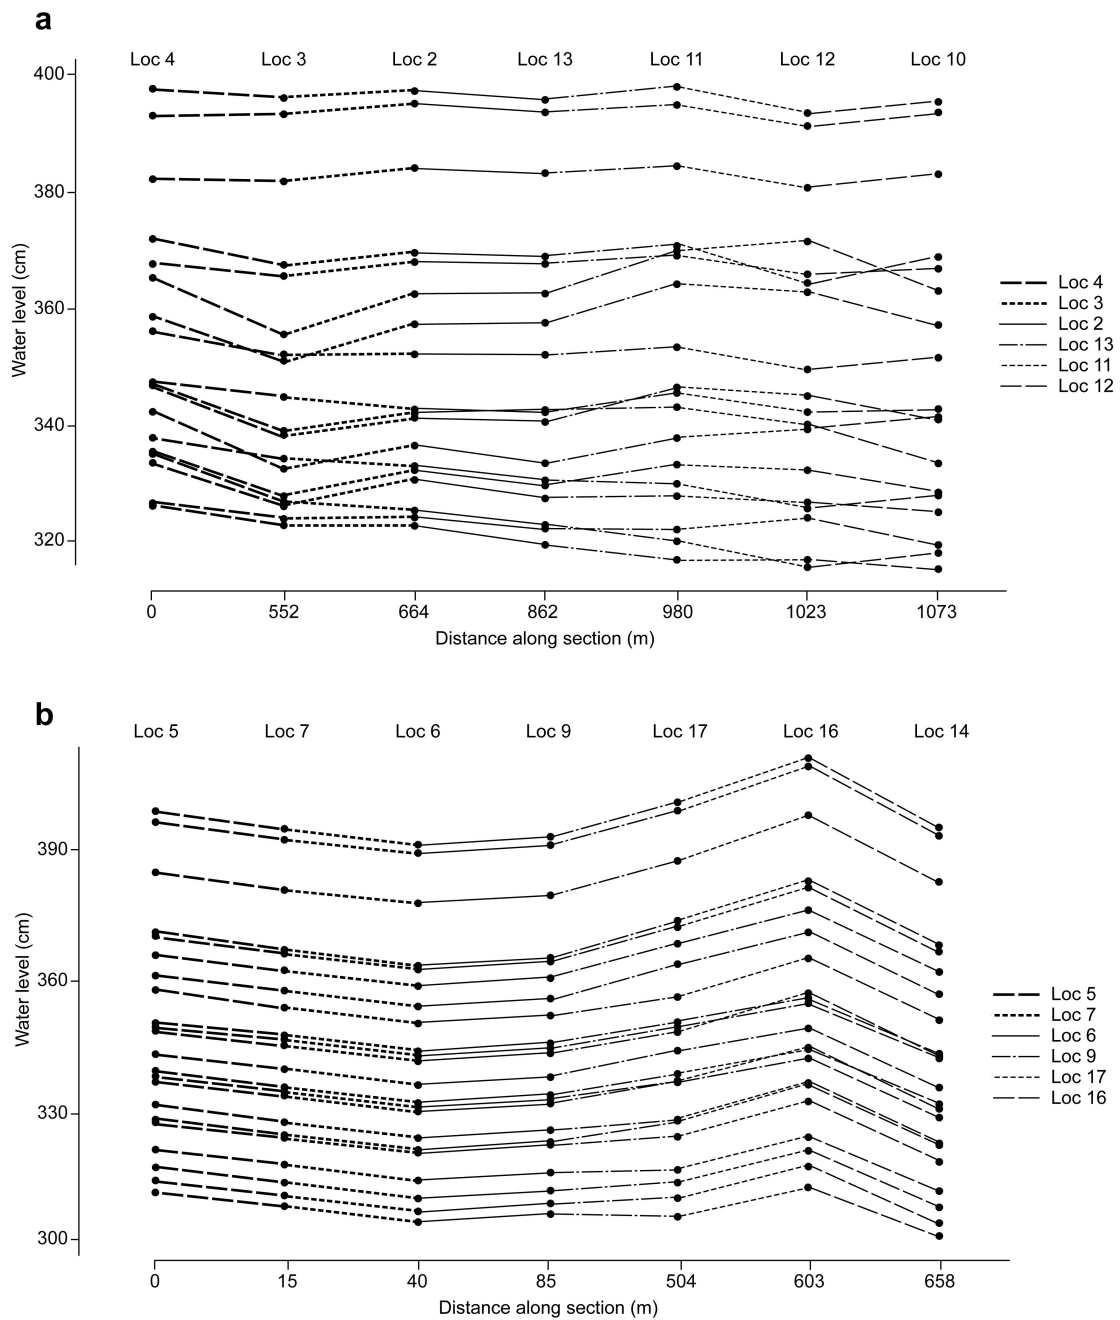 a
Loc 4 Loc 3 Loc 2 Loc 13 Loc 11 Loc 12 Loc 10
400
380
360
340
320
Water level (cm)
Loc 4
Loc 3
Loc 2
Loc 13
Loc 11
Loc 12
0 552 664 862 980 1023 1073
Distance along section (m)
b
Loc 5 Loc 7 Loc 6 Loc 9 Loc 17 Loc 16 Loc 14
390
360
330
300
Water level (cm)
Loc 5
Loc 7
Loc 6
Loc 9
Loc 17
Loc 16
0 15 40 85 504 603 658
Distance along section (m)